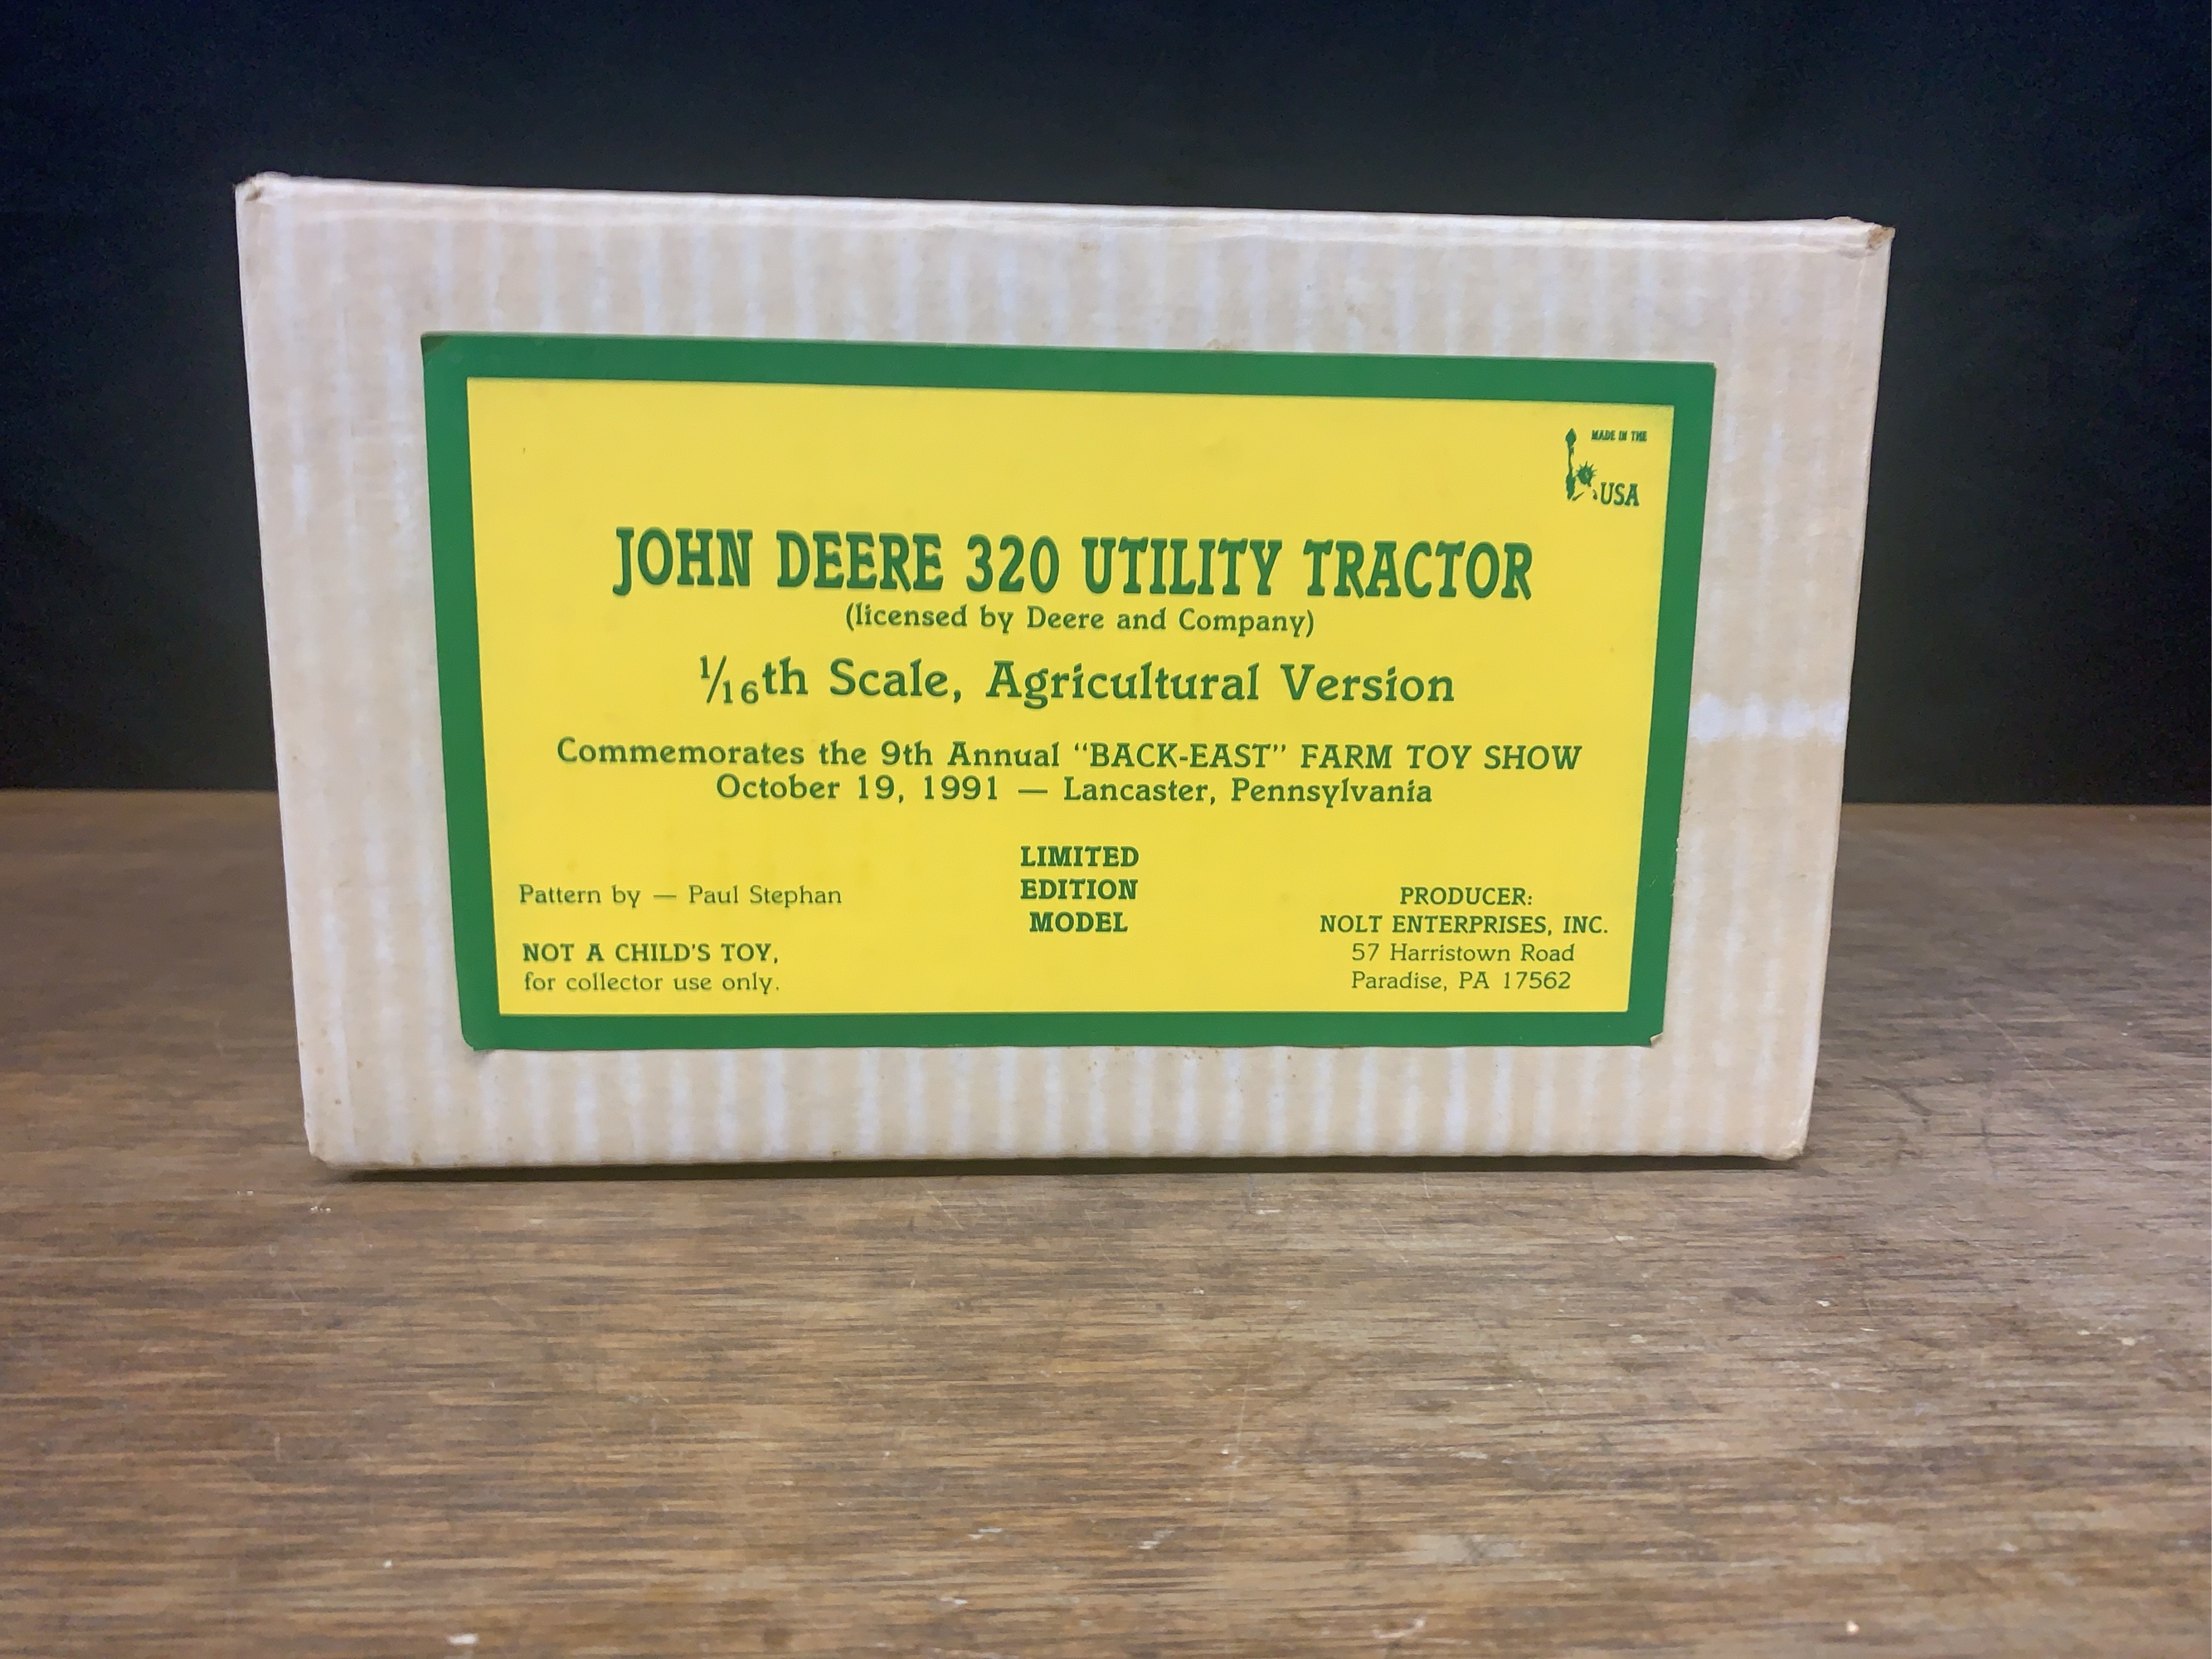 MADE IN THE
USA
JOHN DEERE 320 UTILITY TRACTOR
(licensed by Deere and Company)
1/16th Scale, Agricultural Version
Commemorates the 9th Annual “BACK-EAST” FARM TOY SHOW
October 19, 1991 — Lancaster, Pennsylvania
LIMITED
EDITION
MODEL
Pattern by — Paul Stephan
NOT A CHILD'S TOY,
for collector use only.
PRODUCER:
NOLT ENTERPRISES, INC.
57 Harristown Road
Paradise, PA 17562